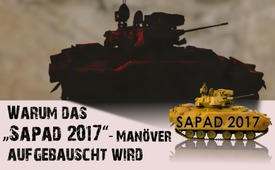 SAPAD 2017
WARUM DAS
„SAPAD 2017“- MANÖVER
AUFGEBAUSCHT WIRD